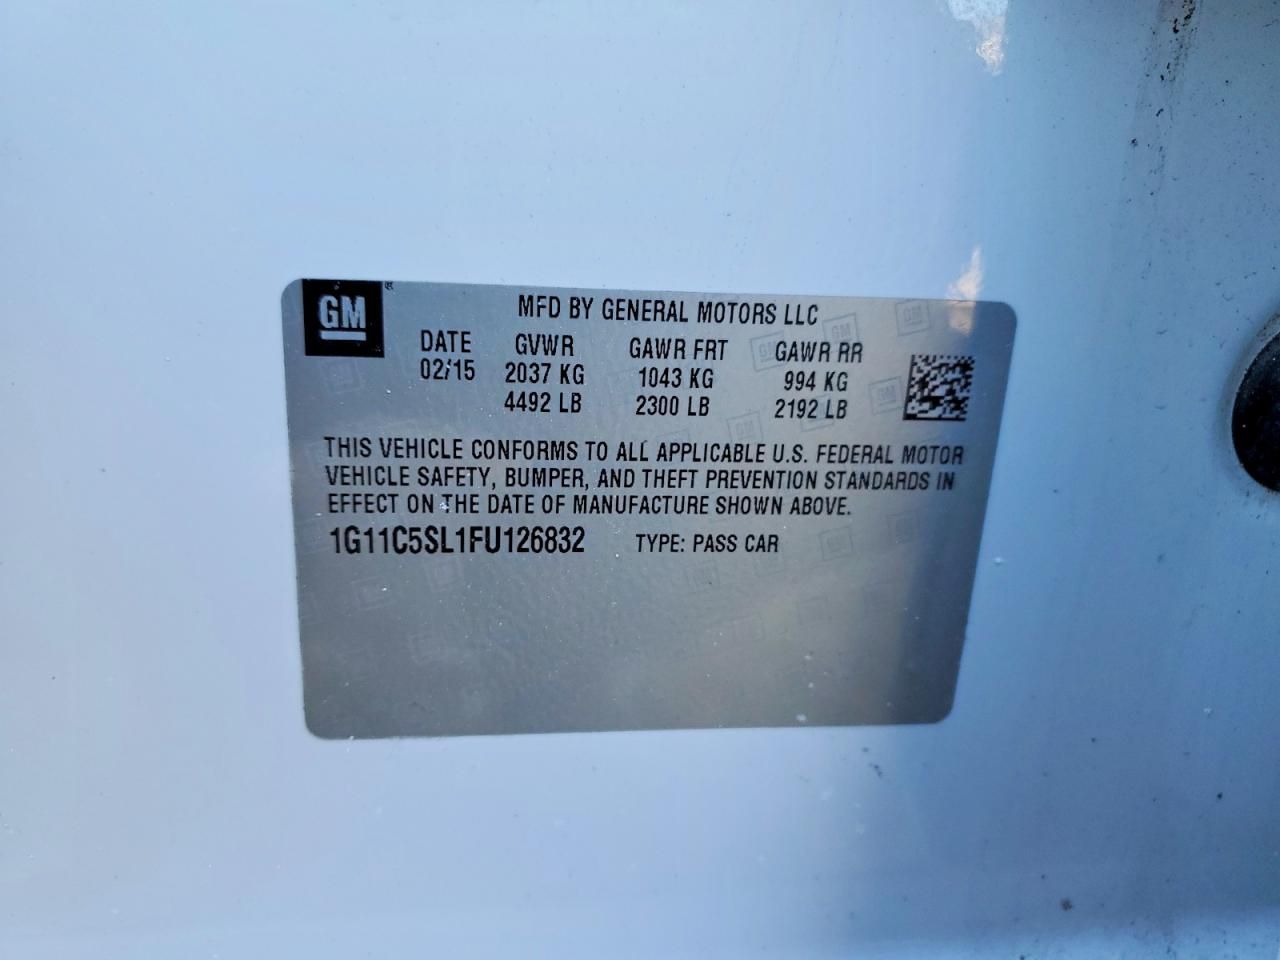 GM®
MFD BY GENERAL MOTORS LLC
DATE GVWR GAWR FRT GAWR RR
02/15 2037 KG 1043 KG 994 KG
4492 LB 2300 LB 2192 LB
THIS VEHICLE CONFORMS TO ALL APPLICABLE U.S. FEDERAL MOTOR
VEHICLE SAFETY, BUMPER, AND THEFT PREVENTION STANDARDS IN
EFFECT ON THE DATE OF MANUFACTURE SHOWN ABOVE.
1G11C5SL1FU126832 TYPE: PASS CAR